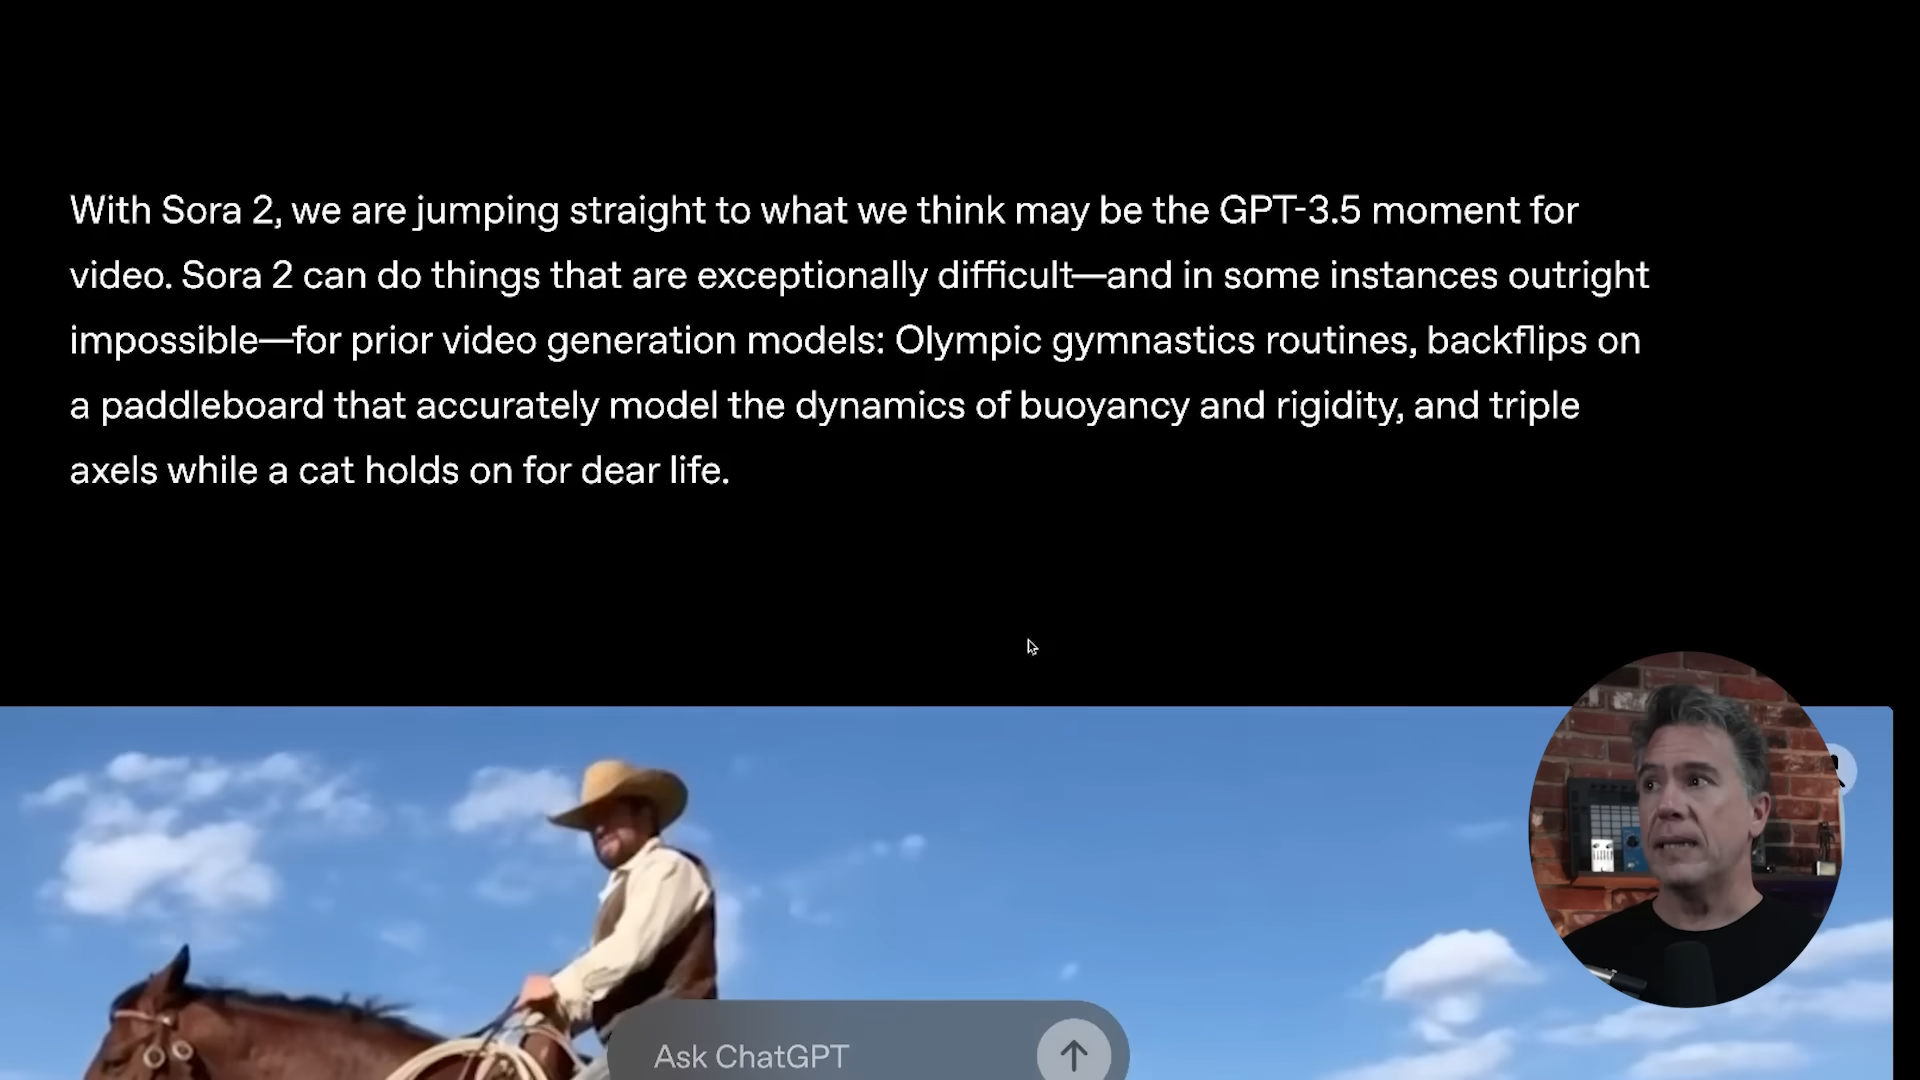 With Sora 2, we are jumping straight to what we think may be the GPT-3.5 moment for
video. Sora 2 can do things that are exceptionally difficult—and in some instances outright
impossible—for prior video generation models: Olympic gymnastics routines, backflips on
a paddleboard that accurately model the dynamics of buoyancy and rigidity, and triple
axels while a cat holds on for dear life.
Ask ChatGPT